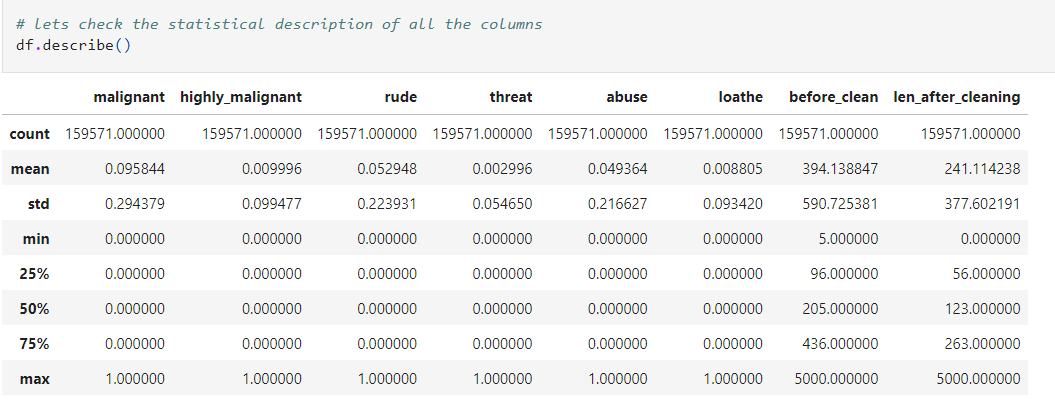 # lets check the statistical description of all the columns
df.describe()
malignant highly_malignant rude threat abuse loathe before_clean len_after_cleaning
count 159571.000000 159571.000000 159571.000000 159571.000000 159571.000000 159571.000000 159571.000000 159571.000000
mean 0.095844 0.009996 0.052948 0.002996 0.049364 0.008805 394.138847 241.114238
std 0.294379 0.099477 0.223931 0.054650 0.216627 0.093420 590.725381 377.602191
min 0.000000 0.000000 0.000000 0.000000 0.000000 0.000000 5.000000 0.000000
25% 0.000000 0.000000 0.000000 0.000000 0.000000 0.000000 96.000000 56.000000
50% 0.000000 0.000000 0.000000 0.000000 0.000000 0.000000 205.000000 123.000000
75% 0.000000 0.000000 0.000000 0.000000 0.000000 0.000000 436.000000 263.000000
max 1.000000 1.000000 1.000000 1.000000 1.000000 1.000000 5000.000000 5000.000000